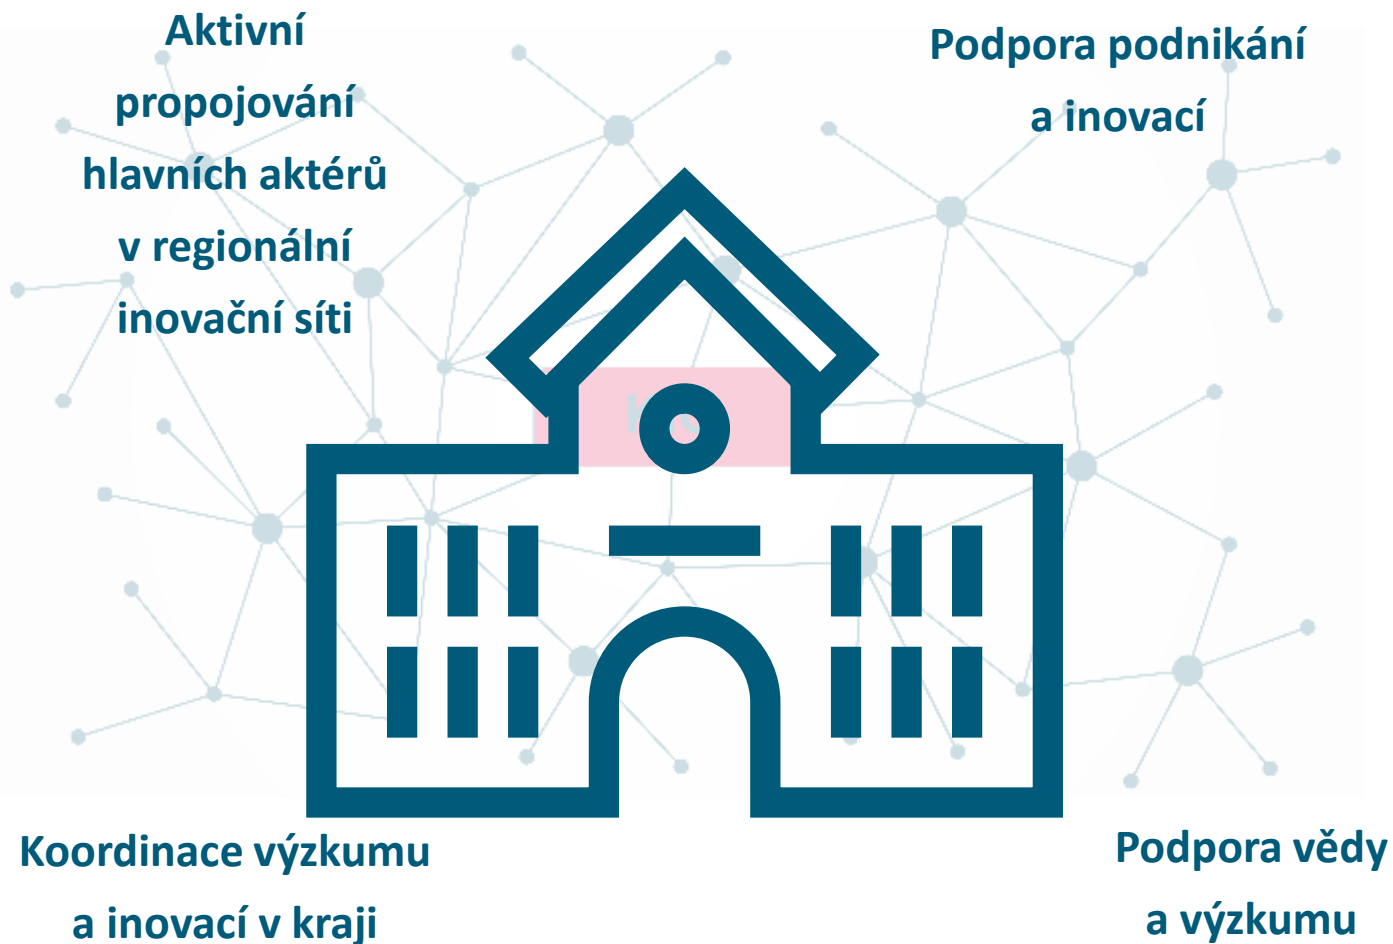 Aktivní
propojování
hlavních aktérů
v regionální
inovační síti
Podpora podnikání
a inovací
Koordinace výzkumu
a inovací v kraji
Podpora vědy
a výzkumu